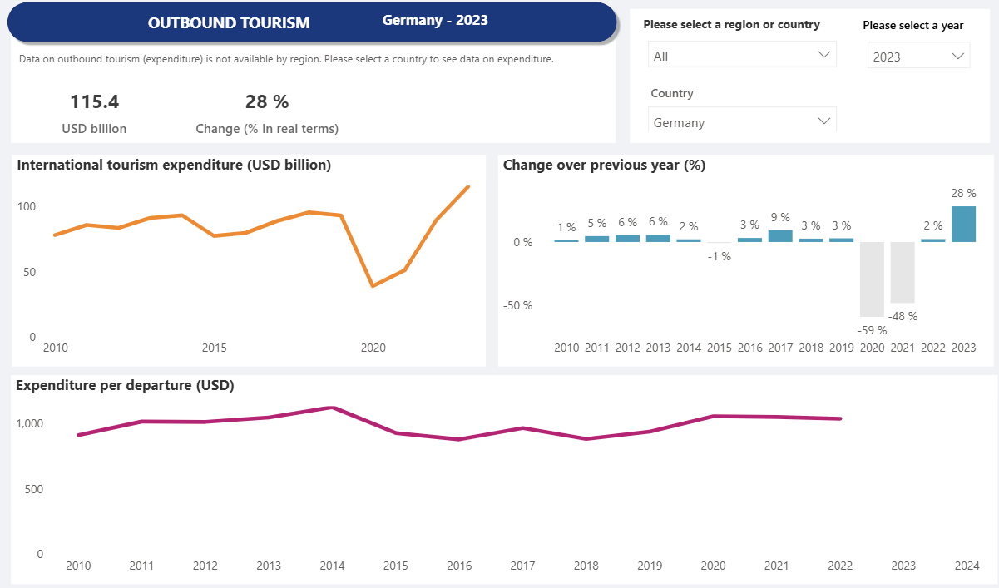 OUTBOUND TOURISM
Germany - 2023
Data on outbound tourism (expenditure) is not available by region. Please select a country to see data on expenditure.
115.4
28 %
USD billion
Change (% in real terms)
Please select a region or country
Please select a year
All
2023
Country
Germany
International tourism expenditure (USD billion)
100
50
0
2010 2015 2020
Change over previous year (%)
0 %
-50 %
1 % 5 % 6 % 6 % 2 % -1 % 3 % 9 % 3 % 3 % -59 % -48 % 2 % 28 %
2010 2011 2012 2013 2014 2015 2016 2017 2018 2019 2020 2021 2022 2023
Expenditure per departure (USD)
1,000
500
0
2010 2011 2012 2013 2014 2015 2016 2017 2018 2019 2020 2021 2022 2023 2024